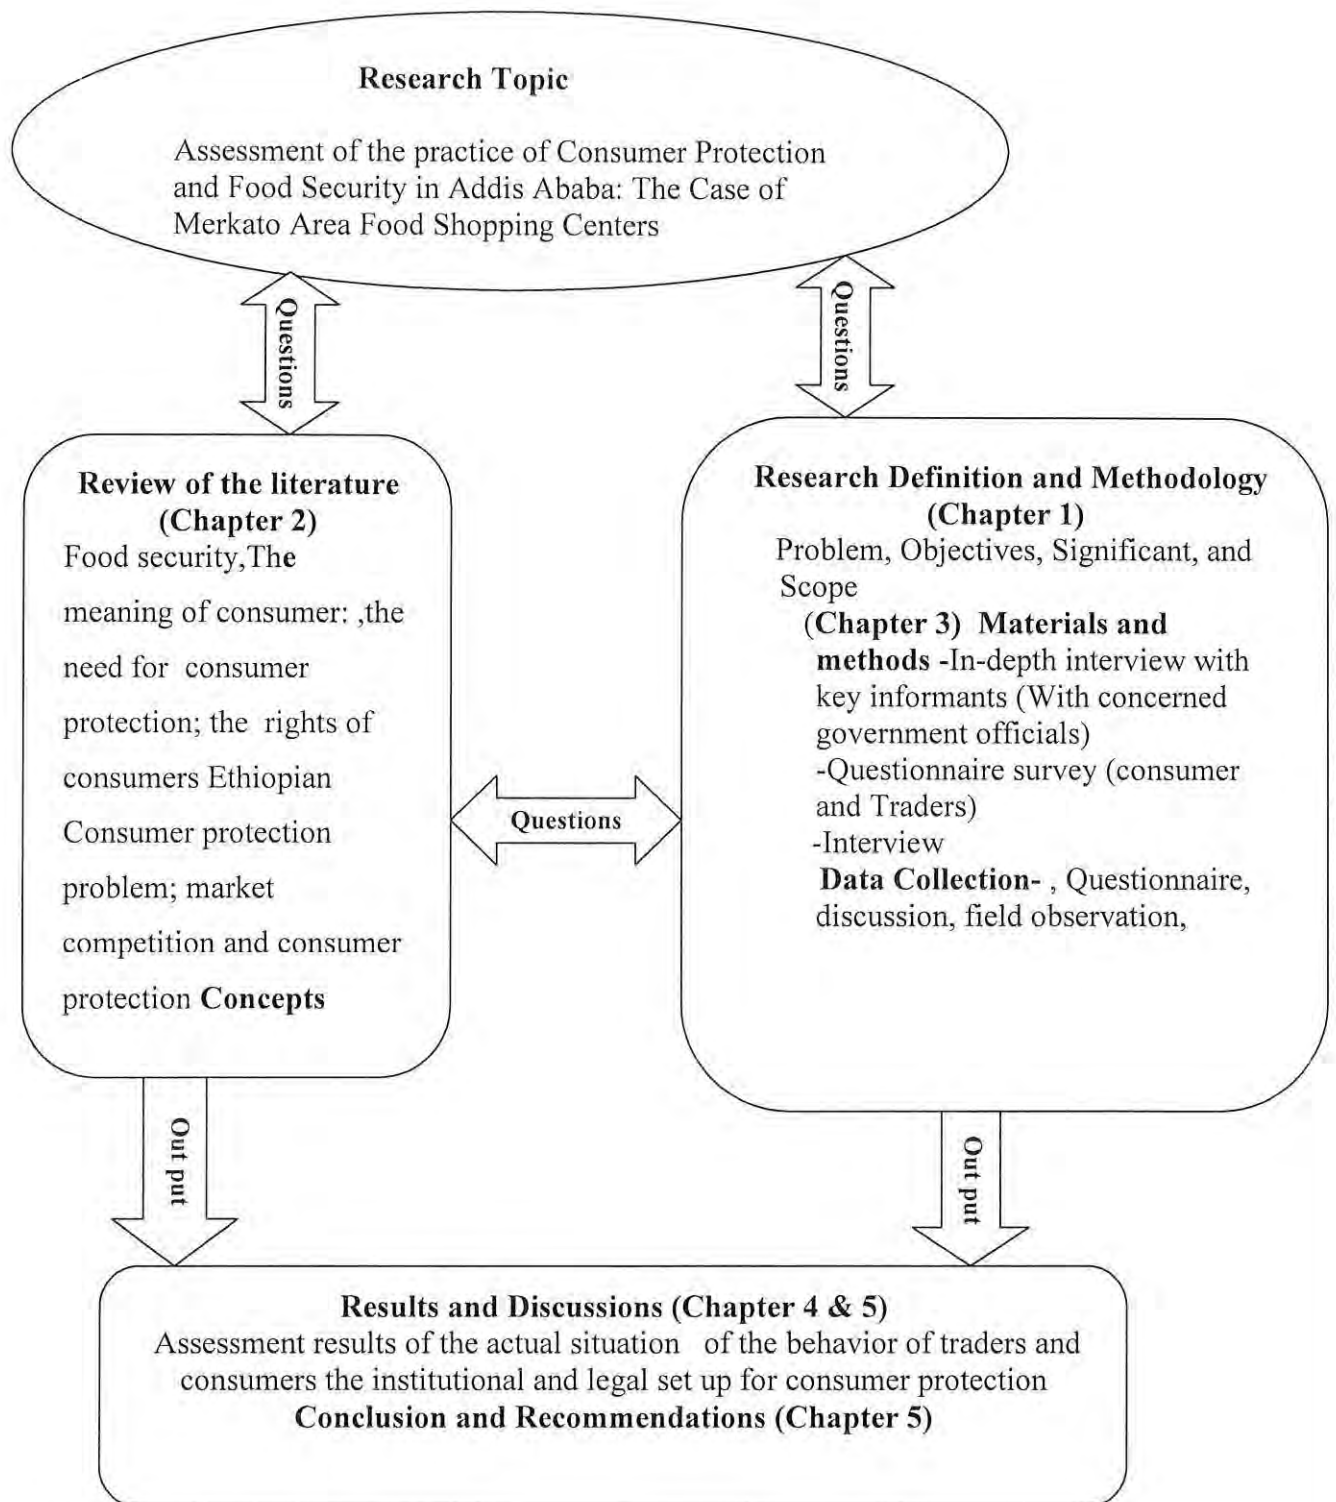 Research Topic
Assessment of the practice of Consumer Protection
and Food Security in Addis Ababa: The Case of
Merkato Area Food Shopping Centers
Questions
Questions
Review of the literature
(Chapter 2)
Food security,The
meaning of consumer: ,the
need for consumer
protection; the rights of
consumers Ethiopian
Consumer protection
problem; market
competition and consumer
protection Concepts
Questions
Research Definition and Methodology
(Chapter 1)
Problem, Objectives, Significant, and
Scope
(Chapter 3) Materials and
methods -In-depth interview with
key informants (With concerned
government officials)
-Questionnaire survey (consumer
and Traders)
-Interview
Data Collection- , Questionnaire,
discussion, field observation,
Out put
Out put
Results and Discussions (Chapter 4 & 5)
Assessment results of the actual situation of the behavior of traders and
consumers the institutional and legal set up for consumer protection
Conclusion and Recommendations (Chapter 5)